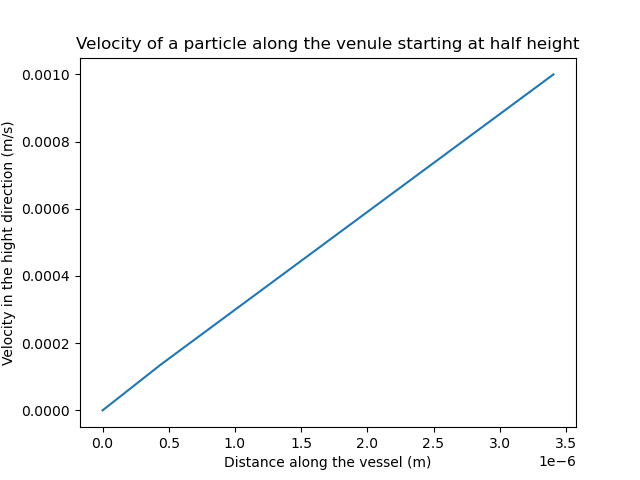 Velocity of a particle along the venule starting at half height
Velocity in the hight direction (m/s)
0.0010
0.0008
0.0006
0.0004
0.0002
0.0000
0.0 0.5 1.0 1.5 2.0 2.5 3.0 3.5
1e−6
Distance along the vessel (m)